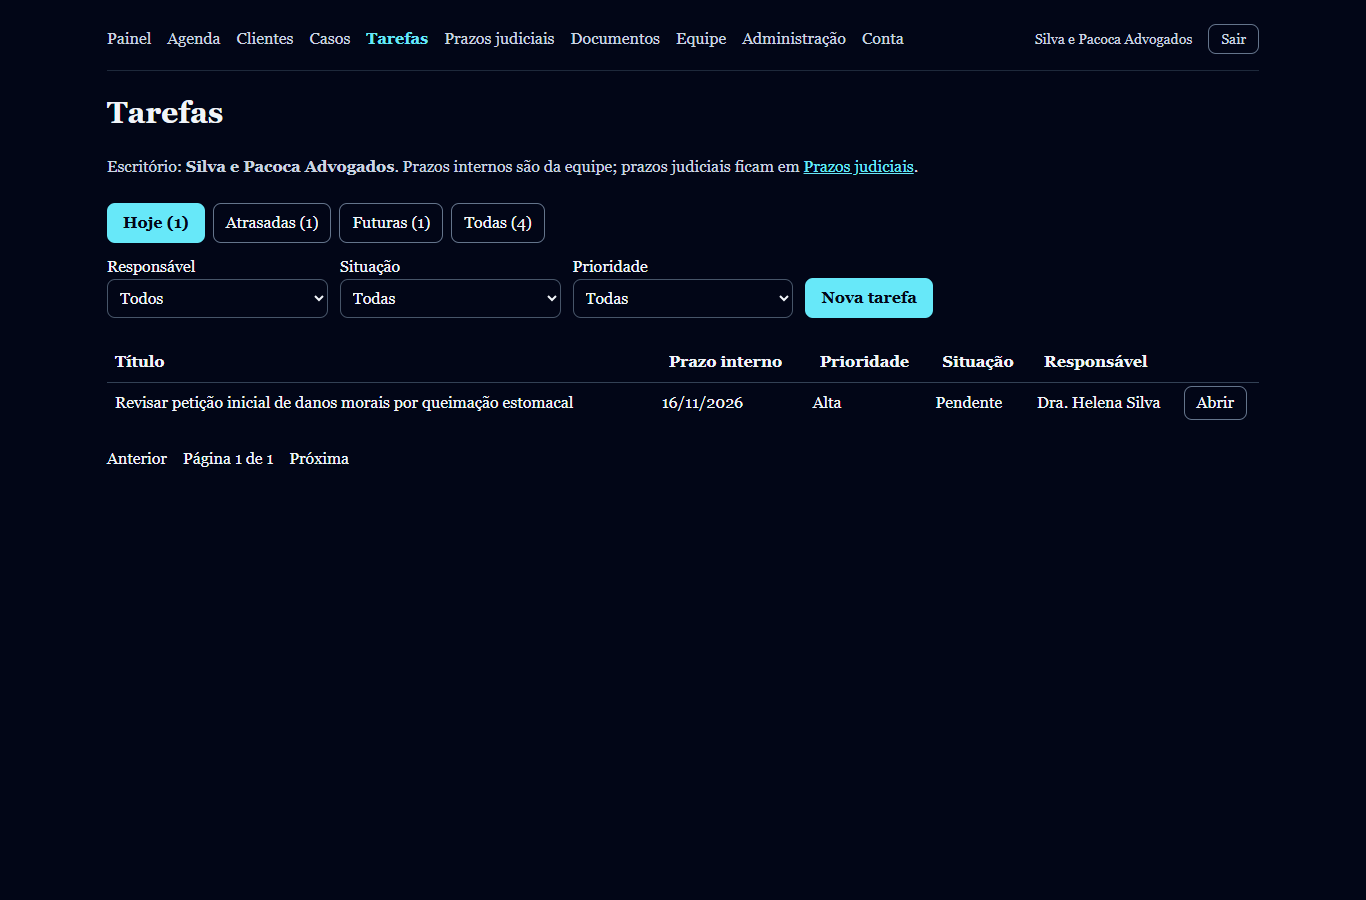 Painel Agenda Clientes Casos Tarefas Prazos judiciais Documentos Equipe Administração Conta Silva e Pacoca Advogados Sair
Tarefas
Escritório: Silva e Pacoca Advogados. Prazos internos são da equipe; prazos judiciais ficam em Prazos judiciais.
Hoje (1) Atrasadas (1) Futuras (1) Todas (4)
Responsável Situação Prioridade
Todos Todas Todas Nova tarefa
Título Prazo interno Prioridade Situação Responsável
Revisar petição inicial de danos morais por queimação estomacal 16/11/2026 Alta Pendente Dra. Helena Silva Abrir
Anterior Página 1 de 1 Próxima